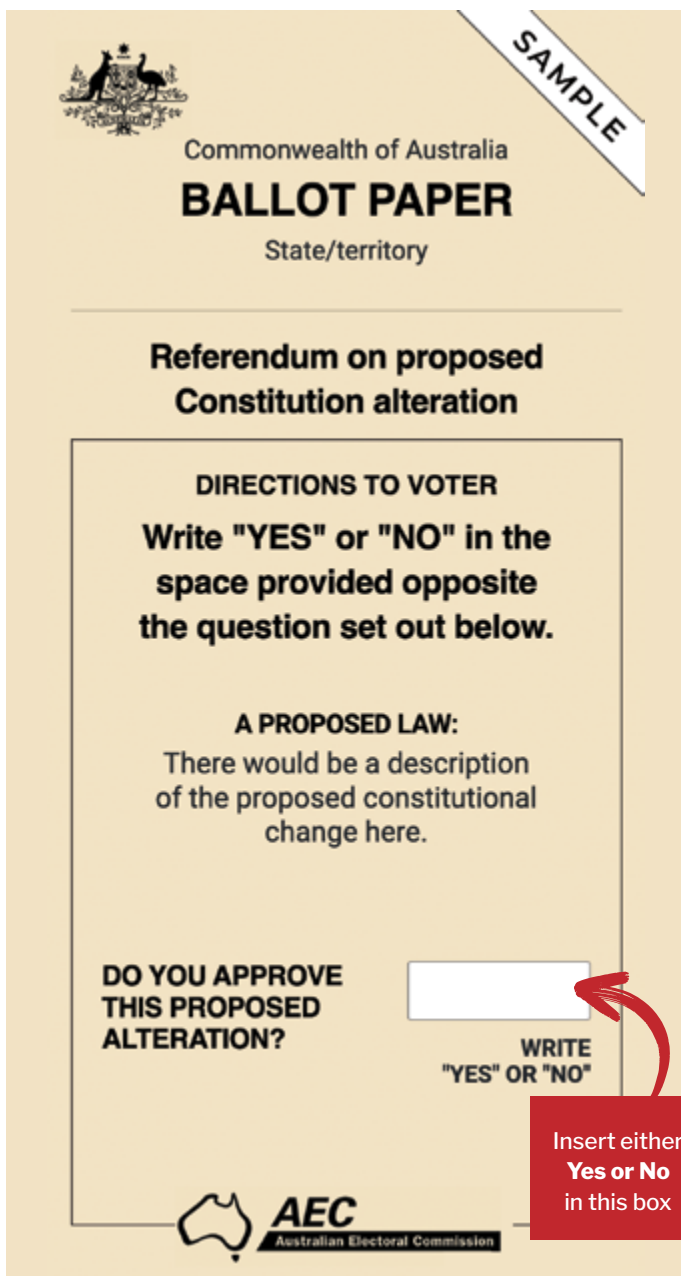 SAMPLE
Commonwealth of Australia
BALLOT PAPER
State/territory
Referendum on proposed
Constitution alteration
DIRECTIONS TO VOTER
Write "YES" or "NO" in the
space provided opposite
the question set out below.
A PROPOSED LAW:
There would be a description
of the proposed constitutional
change here.
DO YOU APPROVE
THIS PROPOSED
ALTERATION?
WRITE
"YES" OR "NO"
Insert either
Yes or No
in this box
AEC
Australian Electoral Commission